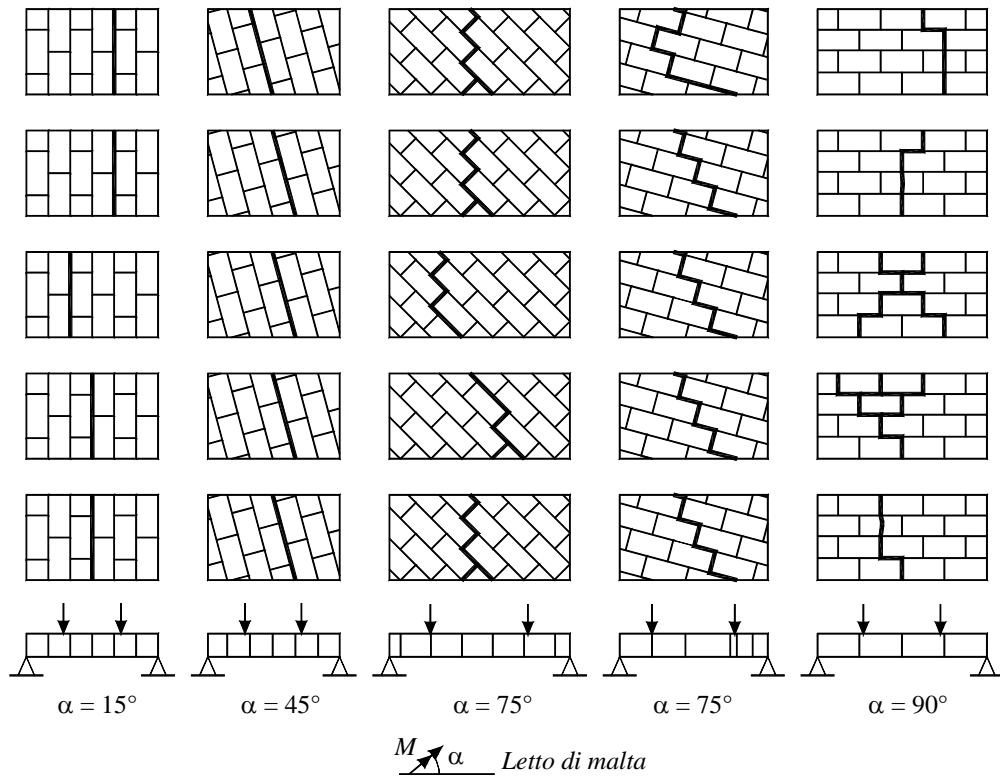 α = 15° α = 45° α = 75° α = 75° α = 90°
M α Letto di malta